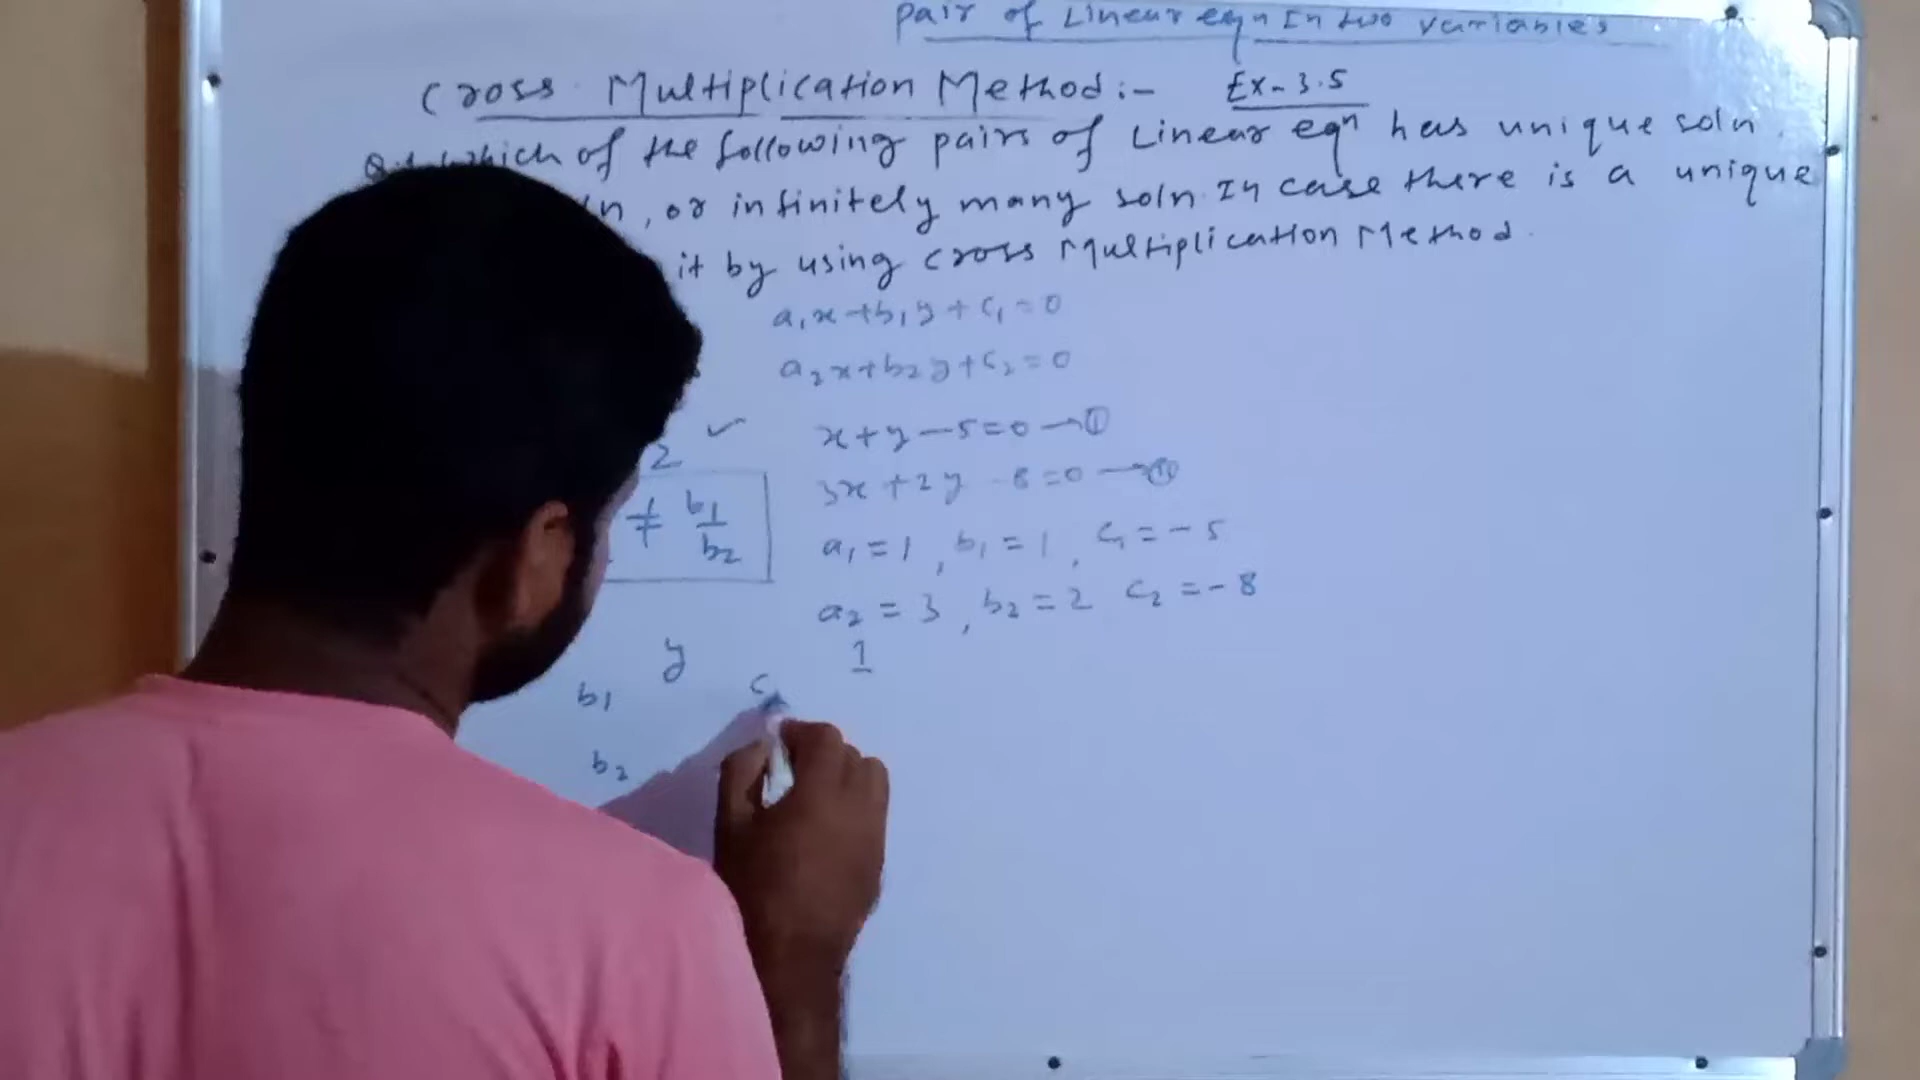 Pair of Linear eqn In two variables
Cross Multiplication Method:- Ex-3.5
Which of the following pairs of Linear eqn has unique soln
, or infinitely many soln. In case there is a unique
it by using cross Multiplication Method.
a₁x+b₁y+c₁=0
a₂x+b₂y+c₂=0
x+y-5=0
2 ✓
3x+2y-8=0
≠ b₁/b₂
a₁=1, b₁=1, c₁=-5
a₂=3, b₂=2 c₂=-8
y 1
b₁ c
b₂